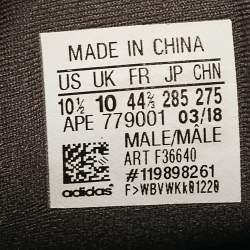 MADE IN CHINA
US UK FR JP CHN
10½ 10 44⅔ 285 275
APE 779001 03/18
MALE/MÂLE
ART F36640
#119898261
adidas F>WBVWKk01220